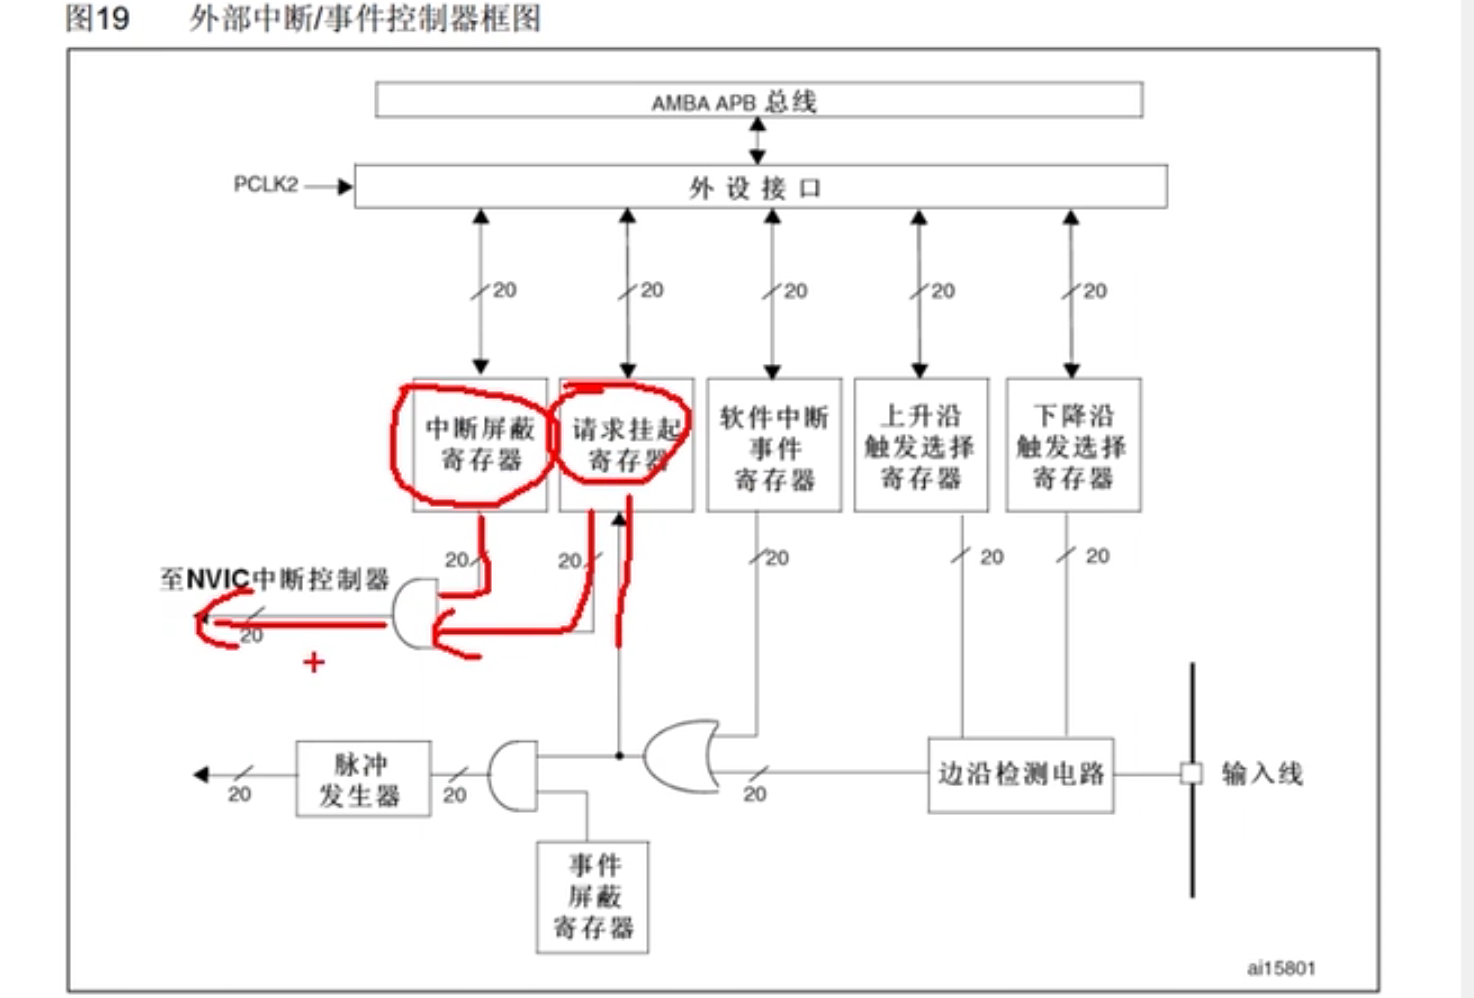 图19 外部中断/事件控制器框图
AMBA APB 总线
PCLK2
外设接口
20
20
20
20
20
中断屏蔽
寄存器
请求挂起
寄存器
软件中断
事件
寄存器
上升沿
触发选择
寄存器
下降沿
触发选择
寄存器
20
20
20
20
20
至NVIC中断控制器
20
脉冲
发生器
20
20
20
边沿检测电路
输入线
事件
屏蔽
寄存器
ai15801